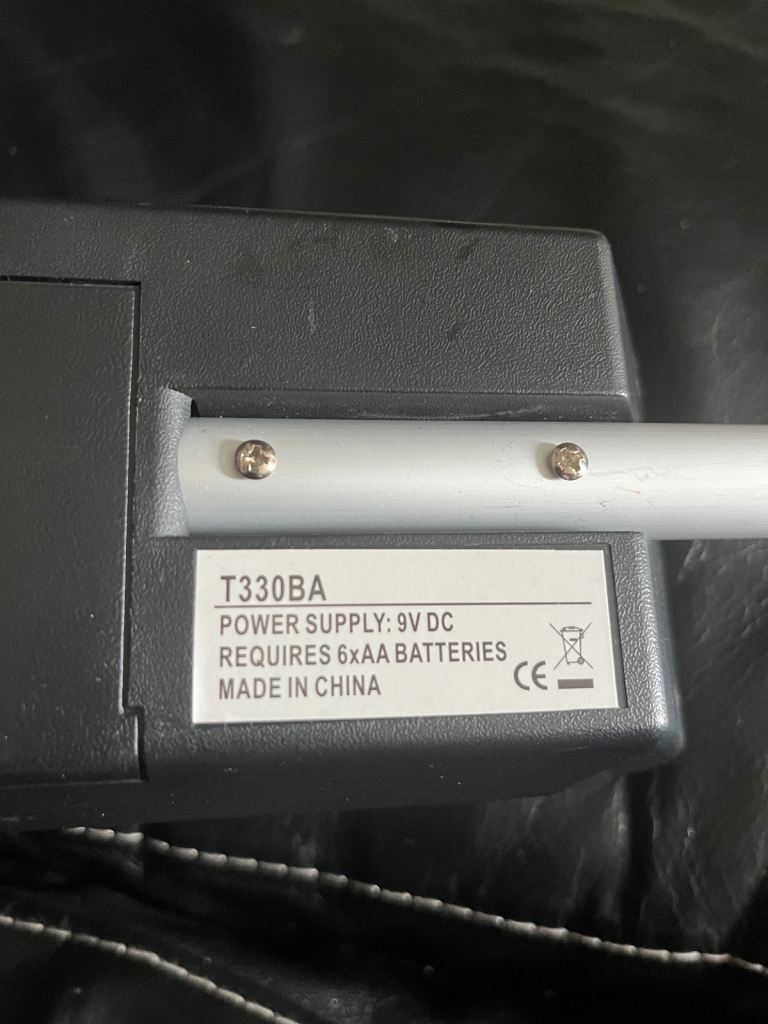 T330BA
POWER SUPPLY: 9V DC
REQUIRES 6xAA BATTERIES
MADE IN CHINA
CE